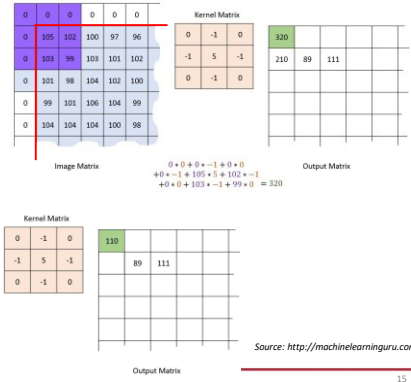 0 0 0 0 0
0 105 102 100 97 96
0 103 99 103 101 102
0 101 98 104 102 100
0 99 101 106 104 99
0 104 104 104 100 98
Image Matrix
Kernel Matrix
0 -1 0
-1 5 -1
0 -1 0
320
210 89 111
Output Matrix
0 * 0 + 0 * -1 + 0 * 0
+0 * -1 + 105 * 5 + 102 * -1
+0 * 0 + 103 * -1 + 99 * 0 = 320
Kernel Matrix
0 -1 0
-1 5 -1
0 -1 0
110
89 111
Output Matrix
Source: http://machinelearninguru.com
15